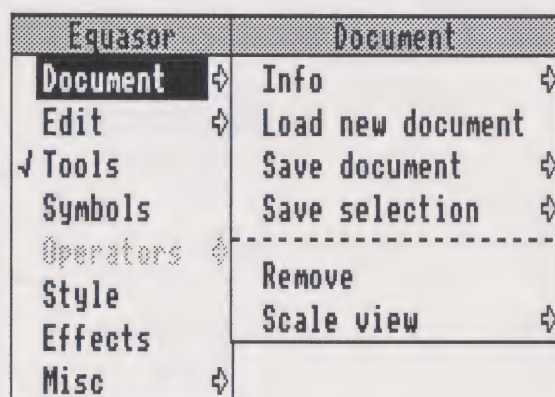 Equasor
Document
Edit
√ Tools
Symbols
Operators
Style
Effects
Misc
Document
Info
Load new document
Save document
Save selection
Remove
Scale view